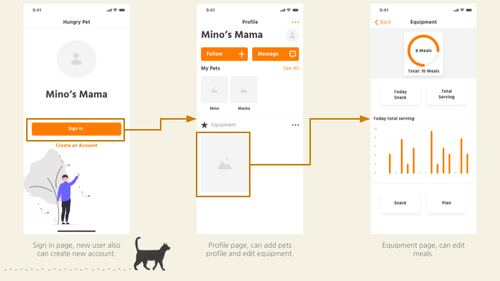 9:41
Hungry Pet
Mino's Mama
Sign In
Create an Account
Sign in page, new user also
can create new account.
9:41
Profile
Mino's Mama
Follow +
Message
My Pets
See All
Mino
Mocha
Equipment
Profile page, can add pets
profile and edit equipment.
9:41
Back
Equipment
8 Meals
Total: 10 Meals
Today
Snack
Total
Serving
Today total serving
Snack
Plan
Equipment page, can edit
meals.